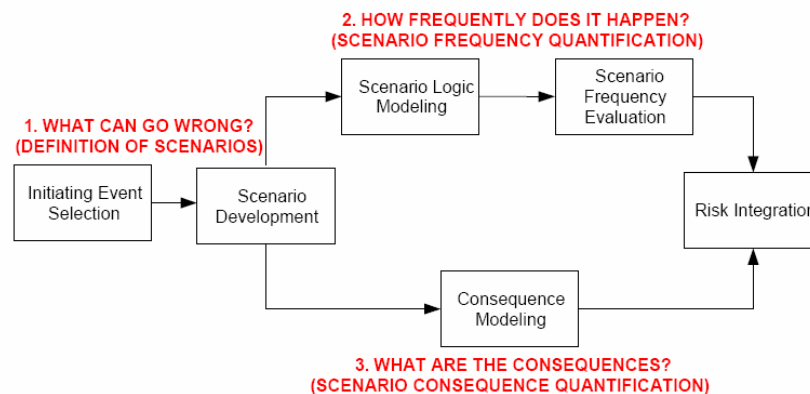 2. HOW FREQUENTLY DOES IT HAPPEN?
(SCENARIO FREQUENCY QUANTIFICATION)
Scenario Logic
Modeling
Scenario
Frequency
Evaluation
1. WHAT CAN GO WRONG?
(DEFINITION OF SCENARIOS)
Initiating Event
Selection
Scenario
Development
Risk Integration
Consequence
Modeling
3. WHAT ARE THE CONSEQUENCES?
(SCENARIO CONSEQUENCE QUANTIFICATION)